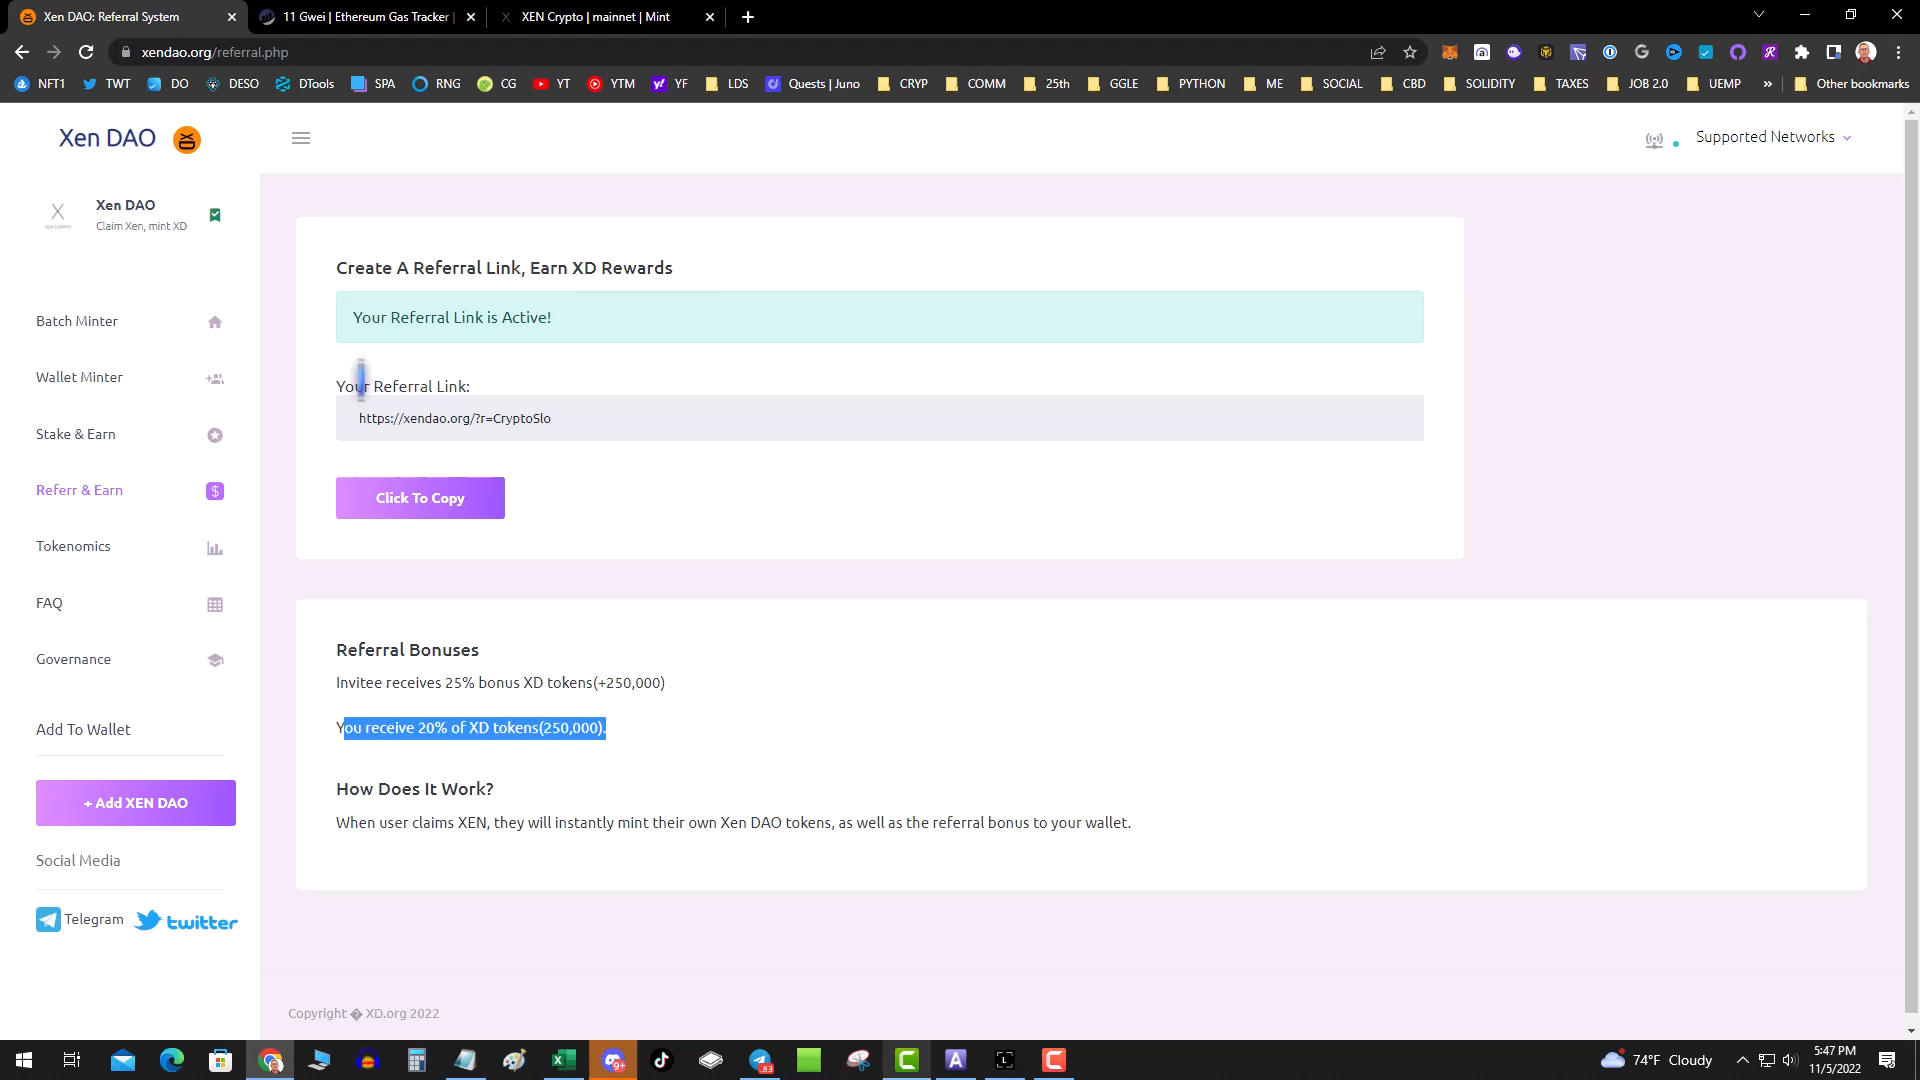 Xen DAO: Referral System
11 Gwei | Ethereum Gas Tracker |
XEN Crypto | mainnet | Mint
xendao.org/referral.php
NFT1 TWT DO DESO DTools SPA RNG CG YT YTM YF LDS Quests | Juno CRYP COMM 25th GGLE PYTHON ME SOCIAL CBD SOLIDITY TAXES JOB 2.0 UEMP » Other bookmarks
Xen DAO
Supported Networks
Xen DAO
Claim Xen, mint XD
Batch Minter
Wallet Minter
Stake & Earn
Referr & Earn
Tokenomics
FAQ
Governance
Add To Wallet
+ Add XEN DAO
Social Media
Telegram twitter
Create A Referral Link, Earn XD Rewards
Your Referral Link is Active!
Your Referral Link:
https://xendao.org/?r=CryptoSlo
Click To Copy
Referral Bonuses
Invitee receives 25% bonus XD tokens(+250,000)
You receive 20% of XD tokens(250,000).
How Does It Work?
When user claims XEN, they will instantly mint their own Xen DAO tokens, as well as the referral bonus to your wallet.
Copyright � XD.org 2022
74°F Cloudy
5:47 PM
11/5/2022